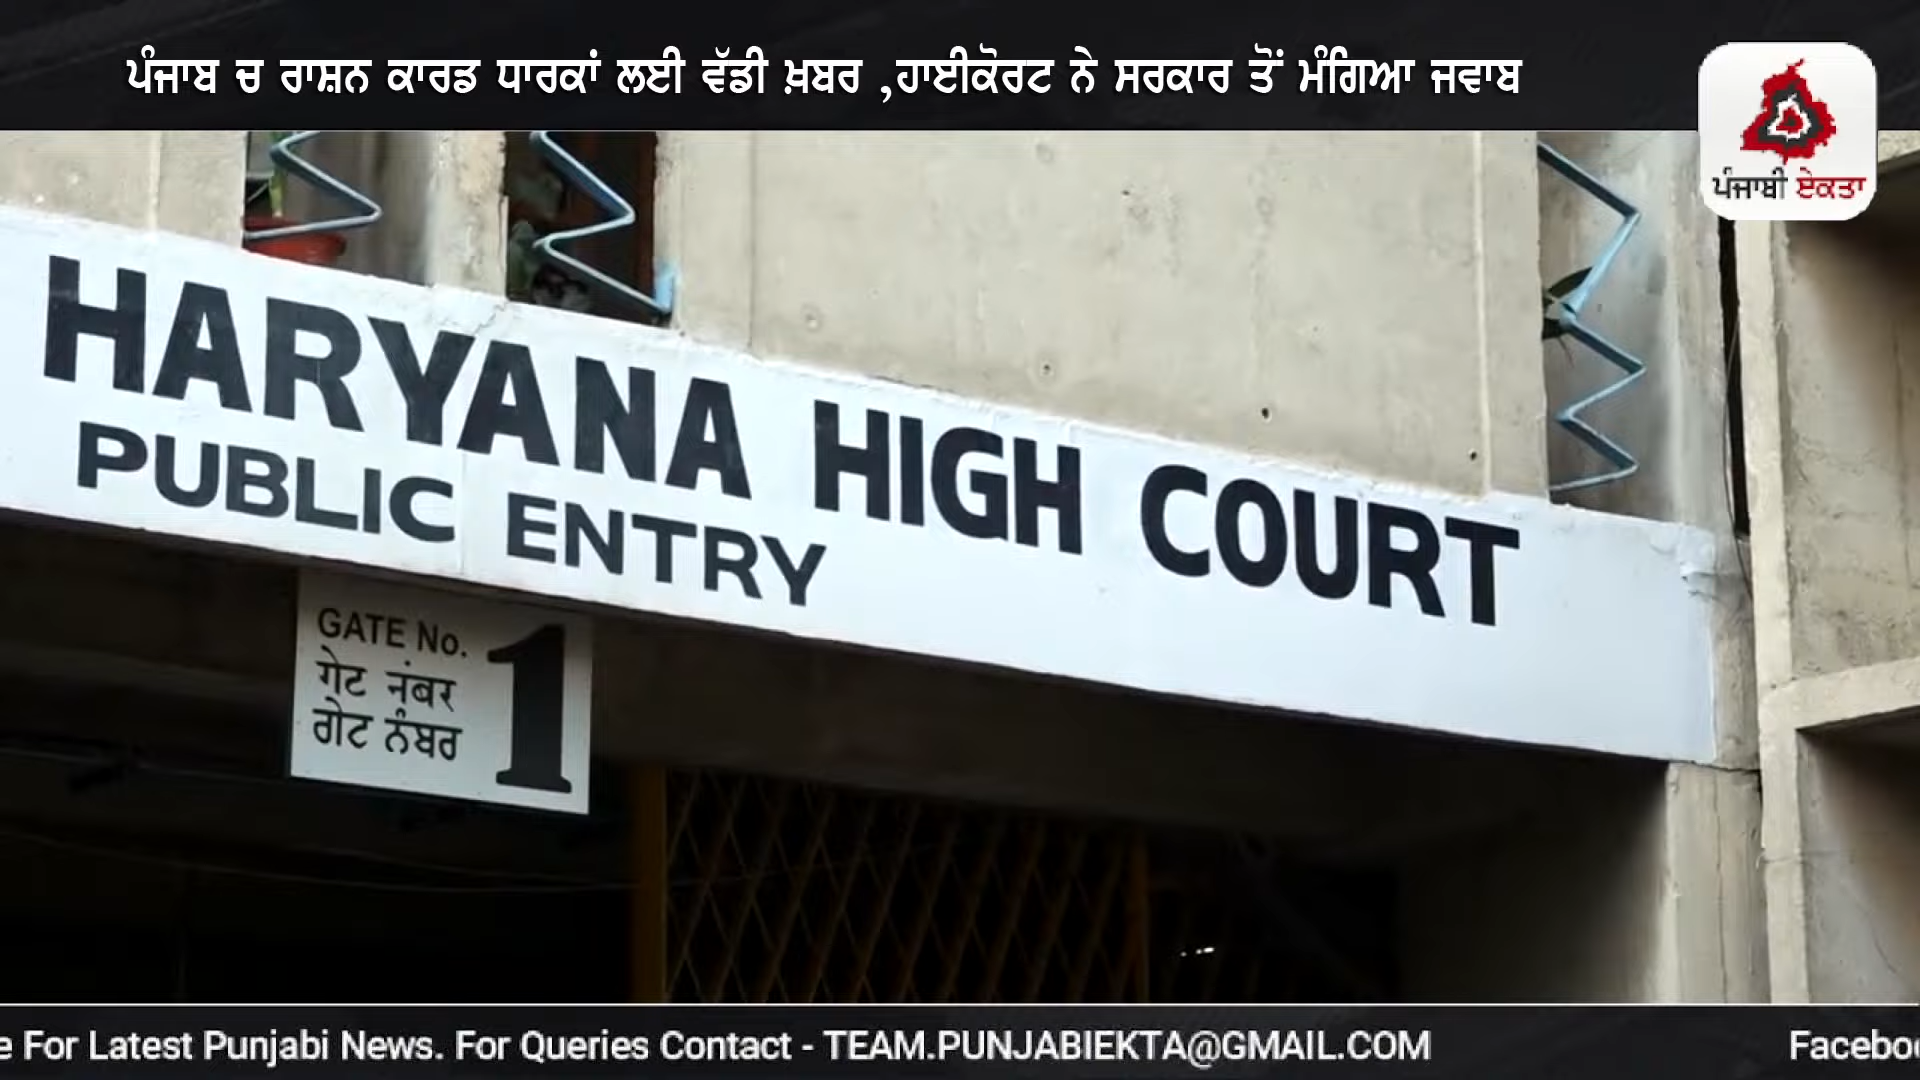 ਪੰਜਾਬ ਚ ਰਾਸ਼ਨ ਕਾਰਡ ਧਾਰਕਾਂ ਲਈ ਵੱਡੀ ਖ਼ਬਰ ,ਹਾਈਕੋਰਟ ਨੇ ਸਰਕਾਰ ਤੋਂ ਮੰਗਿਆ ਜਵਾਬ
ਪੰਜਾਬੀ ਏਕਤਾ
HARYANA HIGH COURT
PUBLIC ENTRY
GATE No. 1
गेट नंबर
ਗੇਟ ਨੰਬਰ
e For Latest Punjabi News. For Queries Contact - TEAM.PUNJABIEKTA@GMAIL.COM
Faceboo